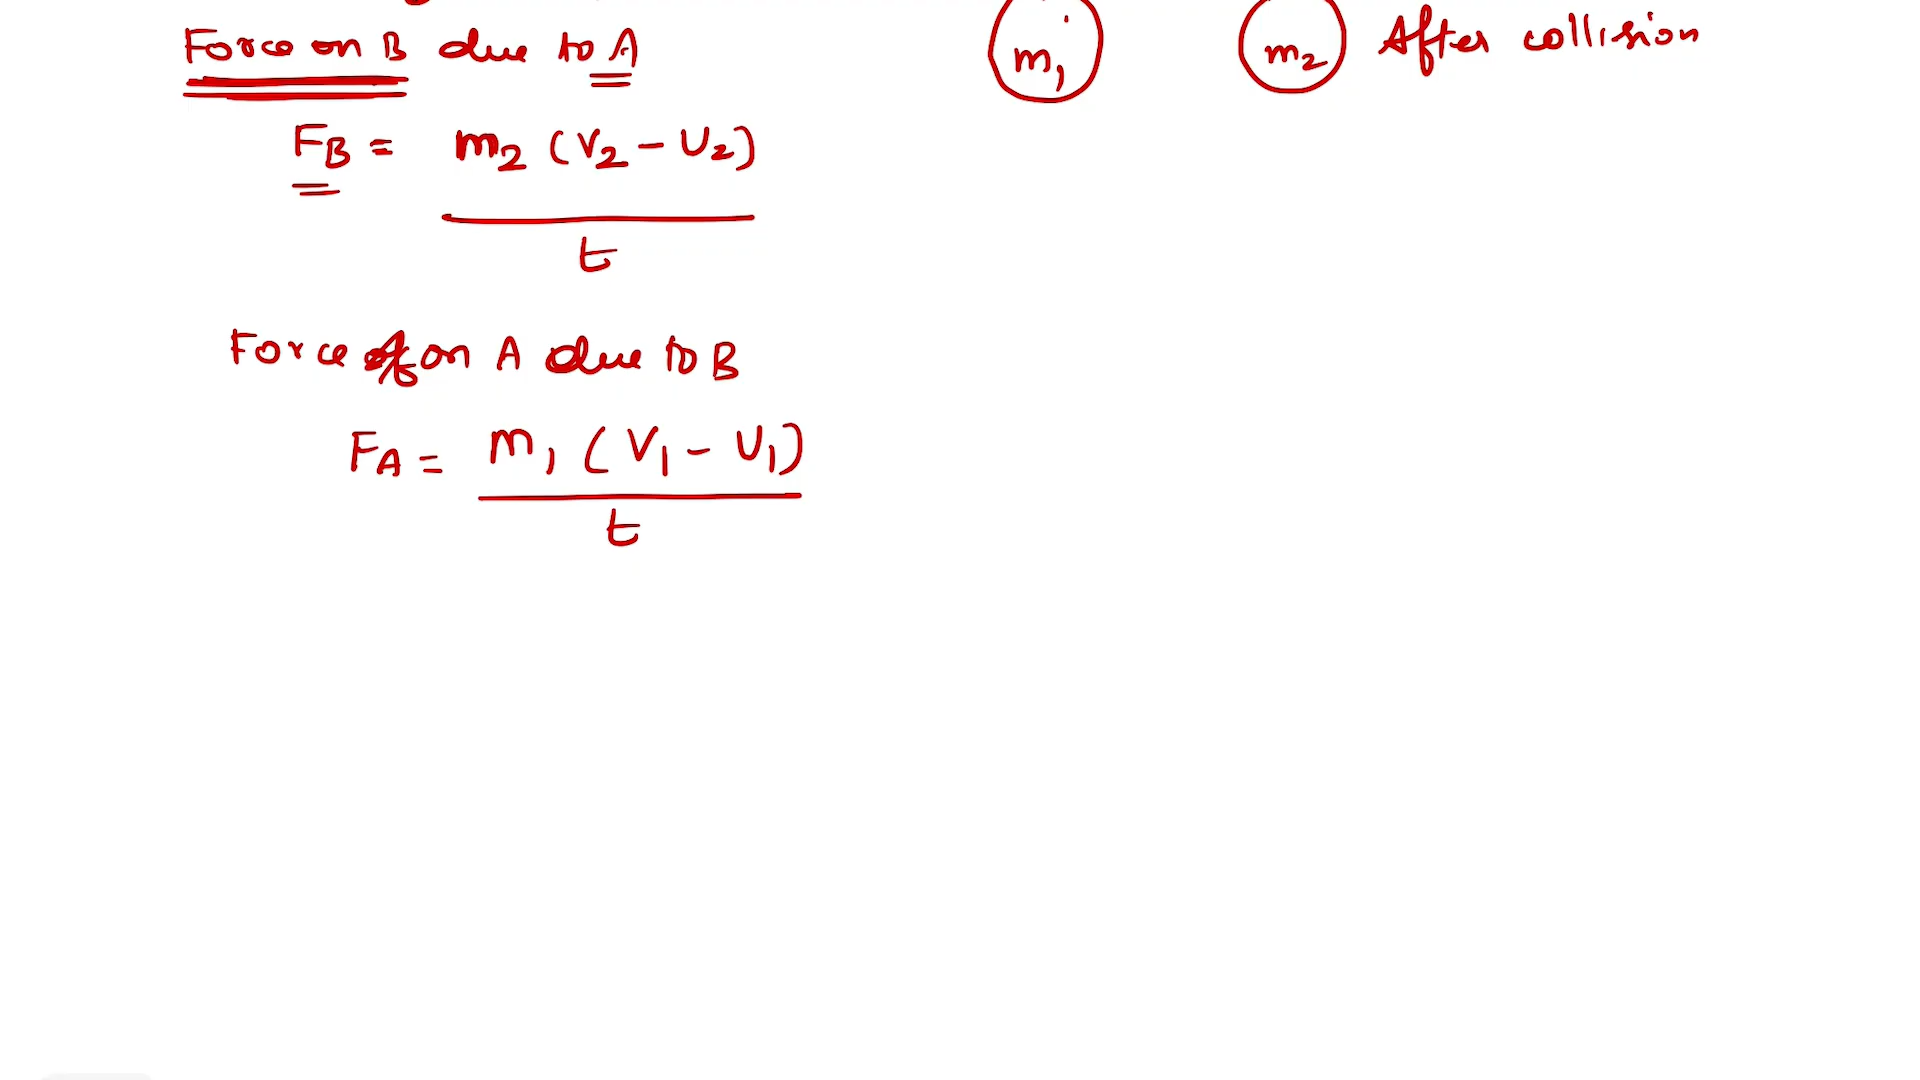 Force on B due to A
m1
m2
After collision
FB = m2 (V2 - U2)
t
Force on A due to B
FA = m1 (V1 - U1)
t